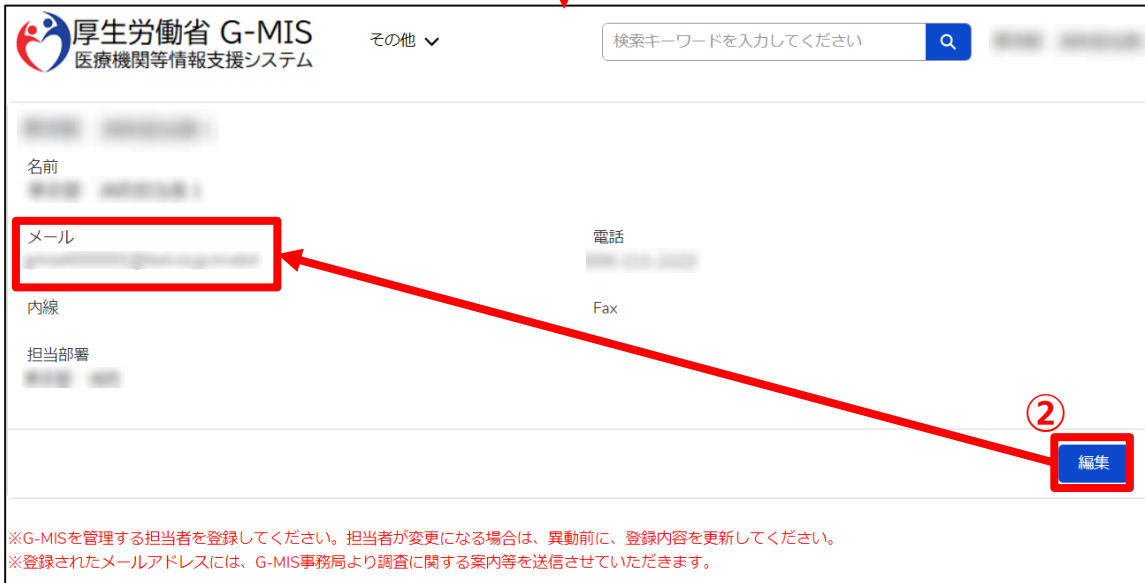 厚生労働省 G-MIS
医療機関等情報支援システム
その他
検索キーワードを入力してください
名前
メール
電話
内線
Fax
担当部署
②
編集
※G-MISを管理する担当者を登録してください。担当者が変更になる場合は、異動前に、登録内容を更新してください。
※登録されたメールアドレスには、G-MIS事務局より調査に関する案内等を送信させていただきます。